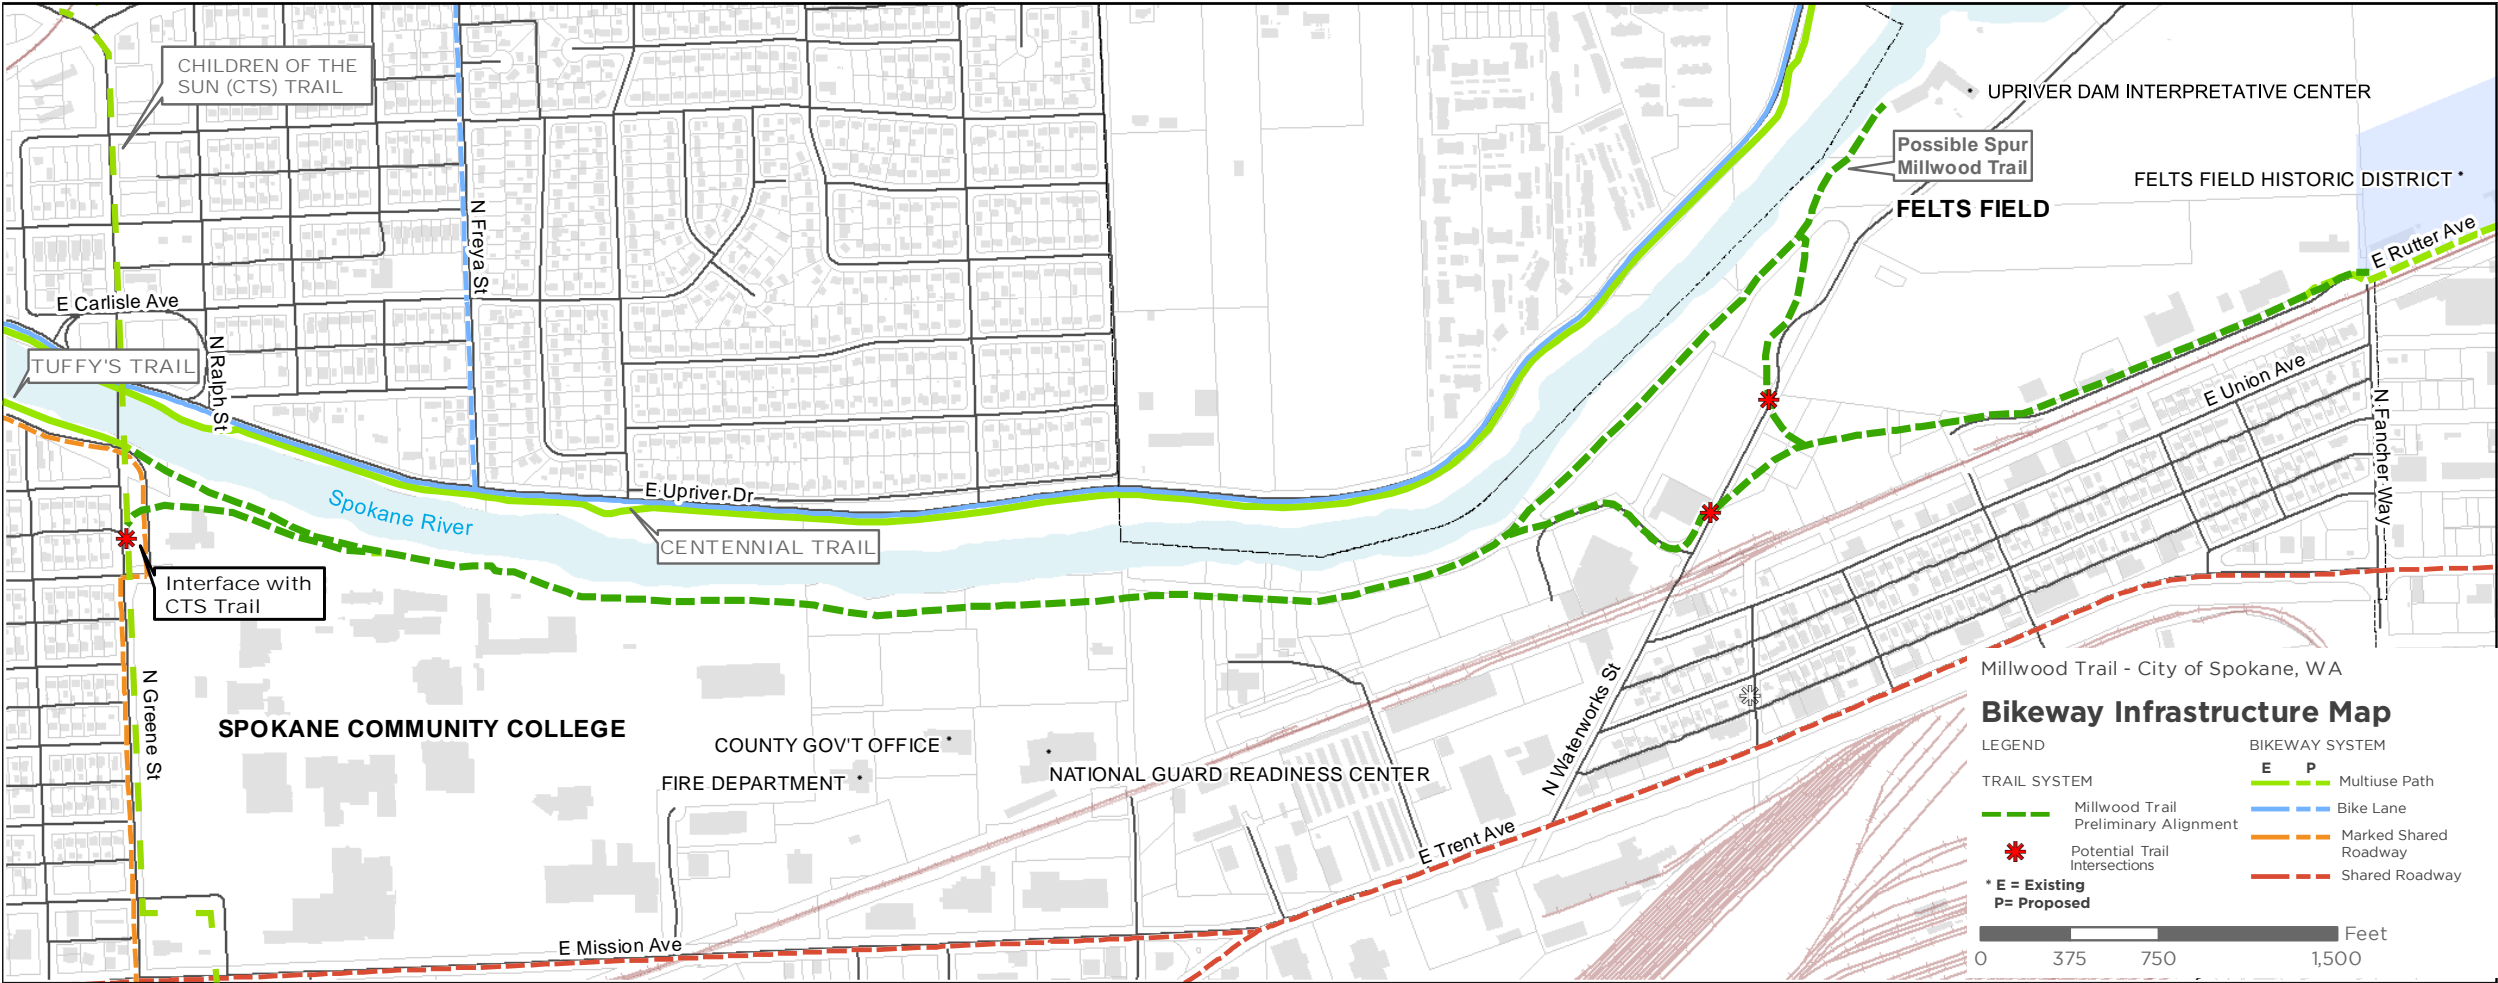 CHILDREN OF THE
SUN (CTS) TRAIL
UPRIVER DAM INTERPRETATIVE CENTER
Possible Spur
Millwood Trail
FELTS FIELD HISTORIC DISTRICT
FELTS FIELD
E Rutter Ave
N Freya St
E Carlisle Ave
N Ralph St
TUFFY'S TRAIL
E Union Ave
N Fancher Way
E Upriver Dr
Spokane River
CENTENNIAL TRAIL
Interface with
CTS Trail
N Greene St
SPOKANE COMMUNITY COLLEGE
COUNTY GOV'T OFFICE
FIRE DEPARTMENT
NATIONAL GUARD READINESS CENTER
N Waterworks St
E Trent Ave
E Mission Ave
Millwood Trail - City of Spokane, WA
Bikeway Infrastructure Map
LEGEND
BIKEWAY SYSTEM
E P
TRAIL SYSTEM
Multiuse Path
Millwood Trail
Preliminary Alignment
Bike Lane
Marked Shared
Roadway
Potential Trail
Intersections
Shared Roadway
* E = Existing
P= Proposed
Feet
0 375 750 1,500